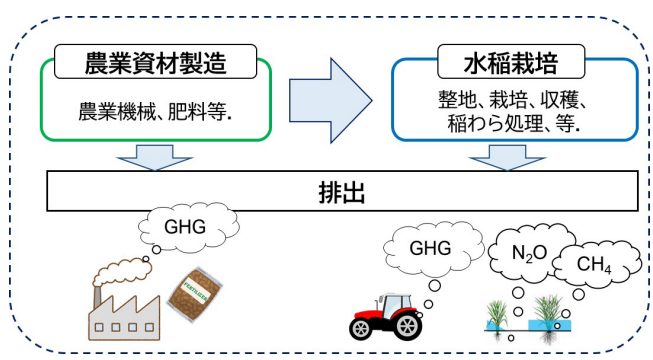 農業資材製造
農業機械、肥料等.
水稲栽培
整地、栽培、収穫、
稲わら処理、等.
排出
GHG
FERTILIZER
GHG
N₂O
CH₄